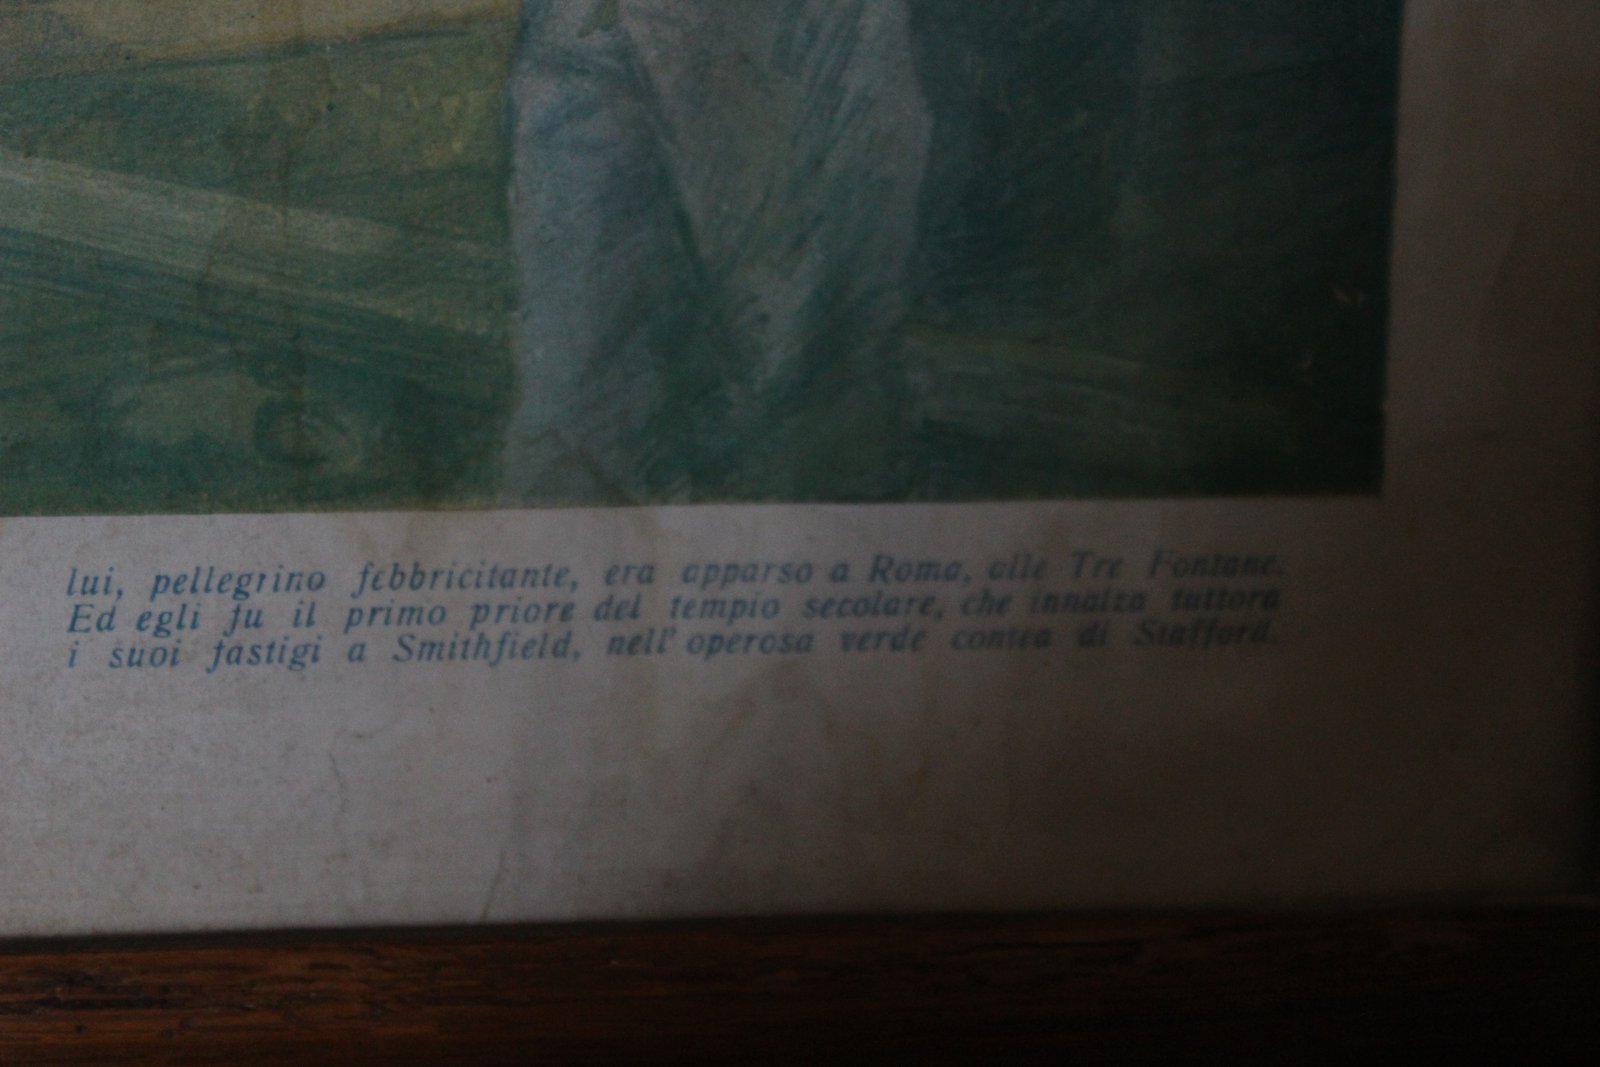 lui, pellegrino febbricitante, era apparso a Roma, alle Tre Fontane.
Ed egli fu il primo priore del tempio secolare, che innalza tuttora
i suoi fastigi a Smithfield, nell'operosa verde contea di Stafford.